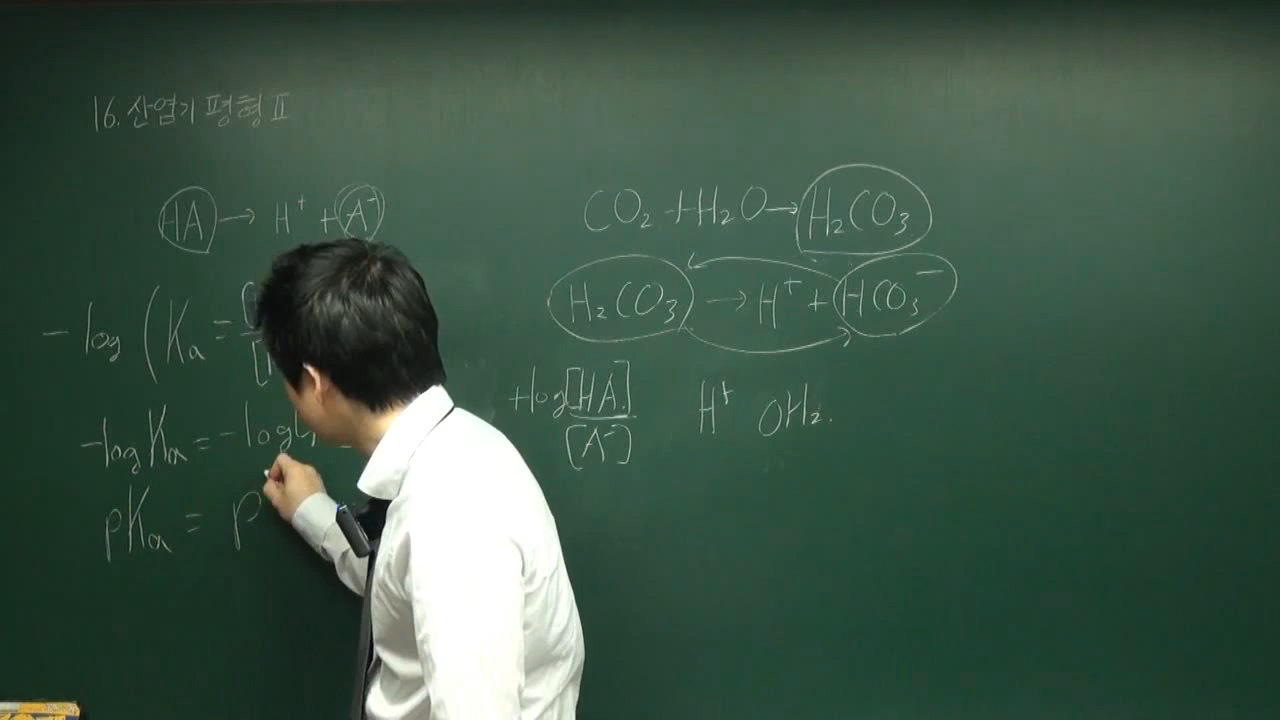 16. 산염기 평형 Ⅱ
HA → H⁺ + A⁻
- log ( Ka = [
-log Ka = -log
pKa = p
CO₂ + H₂O → H₂CO₃
H₂CO₃ → H⁺ + HCO₃⁻
+log [HA]
[A⁻]
H⁺ OH₂.